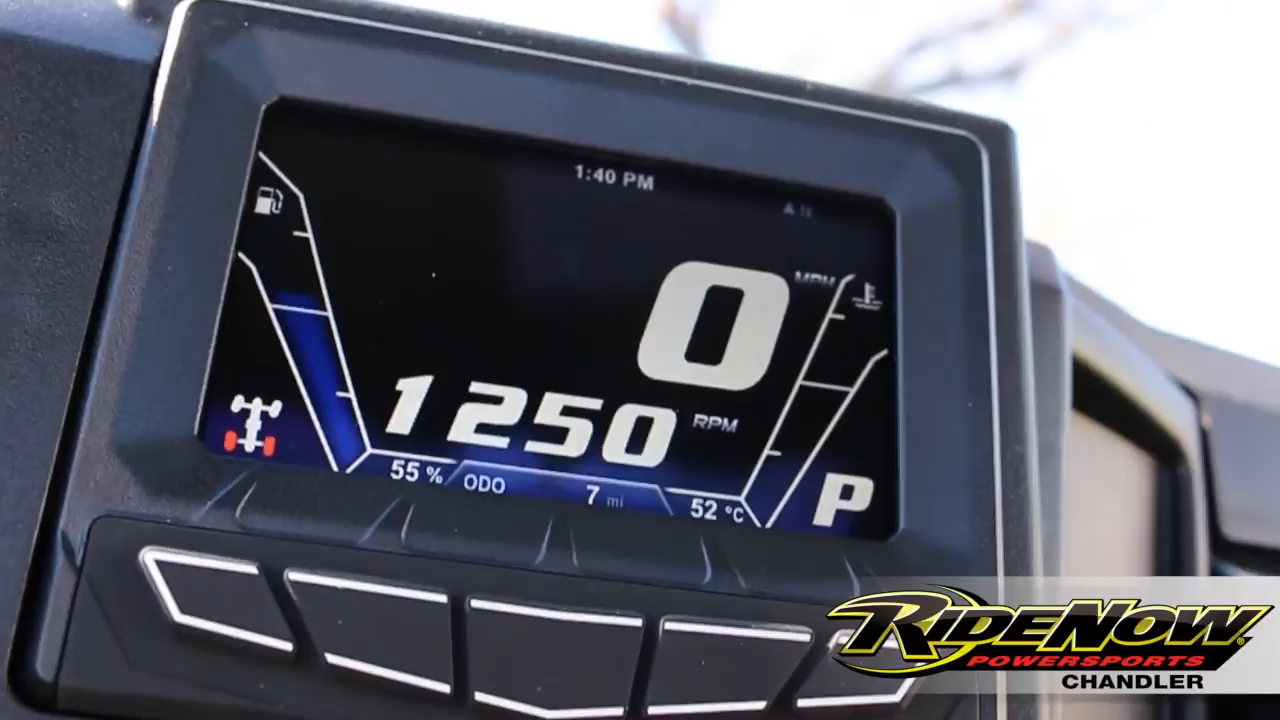 1:40 PM
N
0 MPH
1250 RPM
55 % ODO 7 mi 52 °C
P
RIDENOW
POWERSPORTS
CHANDLER